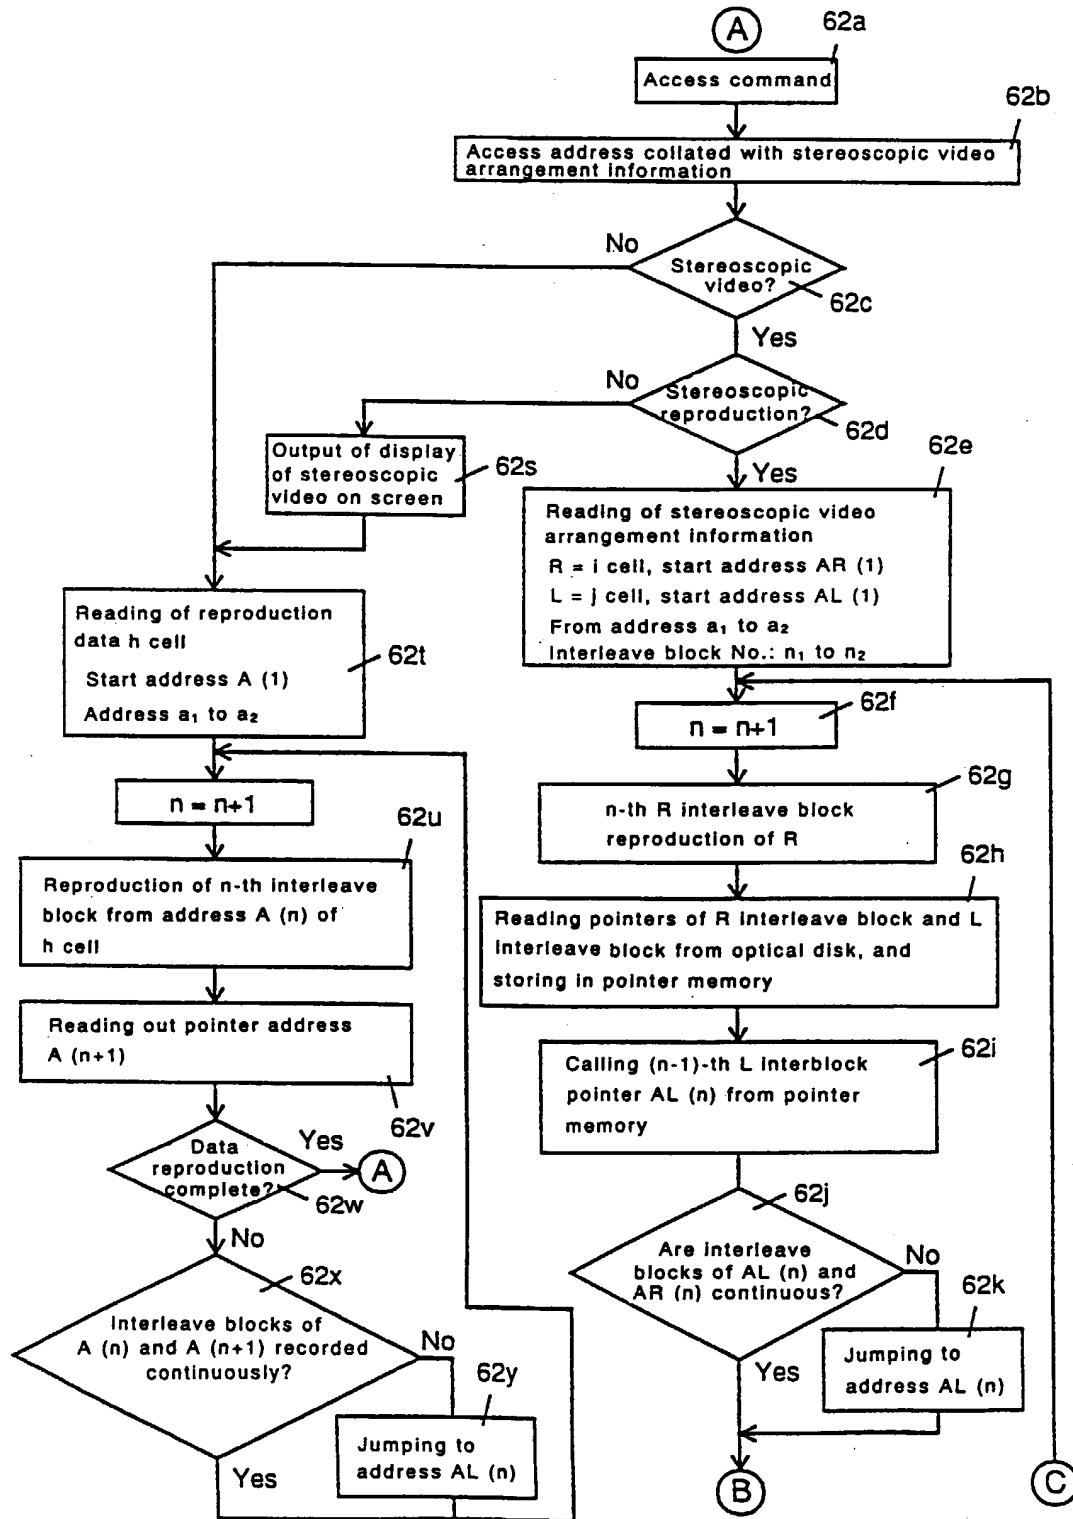 A
62a
Access command
62b
Access address collated with stereoscopic video
arrangement information
No
Stereoscopic
video?
62c
Yes
No
Stereoscopic
reproduction?
62d
Output of display
of stereoscopic
video on screen
62s
Yes
62e
Reading of stereoscopic video
arrangement information
R = i cell, start address AR (1)
L = j cell, start address AL (1)
From address a₁ to a₂
Interleave block No.: n₁ to n₂
Reading of reproduction
data h cell
Start address A (1)
Address a₁ to a₂
62t
62f
n = n+1
n = n+1
62g
n-th R interleave block
reproduction of R
62u
Reproduction of n-th interleave
block from address A (n) of
h cell
62h
Reading pointers of R interleave block and L
interleave block from optical disk, and
storing in pointer memory
Reading out pointer address
A (n+1)
62v
62i
Calling (n-1)-th L interblock
pointer AL (n) from pointer
memory
Data
reproduction
complete?
Yes
A
62w
No
62j
Are interleave
blocks of AL (n) and
AR (n) continuous?
No
62k
Jumping to
address AL (n)
Yes
62x
Interleave blocks of
A (n) and A (n+1) recorded
continuously?
No
62y
Jumping to
address AL (n)
Yes
B
C